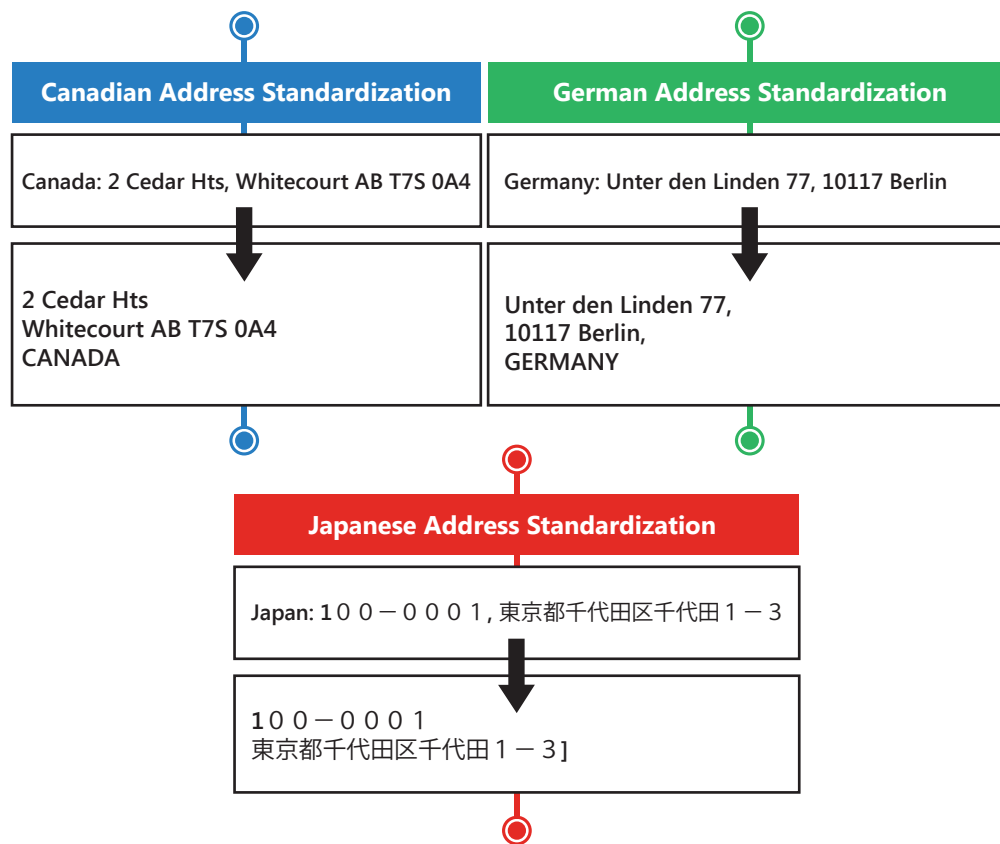 Canadian Address Standardization
Canada: 2 Cedar Hts, Whitecourt AB T7S 0A4
2 Cedar Hts
Whitecourt AB T7S 0A4
CANADA
German Address Standardization
Germany: Unter den Linden 77, 10117 Berlin
Unter den Linden 77,
10117 Berlin,
GERMANY
Japanese Address Standardization
Japan: 1００－０００１, 東京都千代田区千代田１－３
1００－０００１
東京都千代田区千代田１－３]